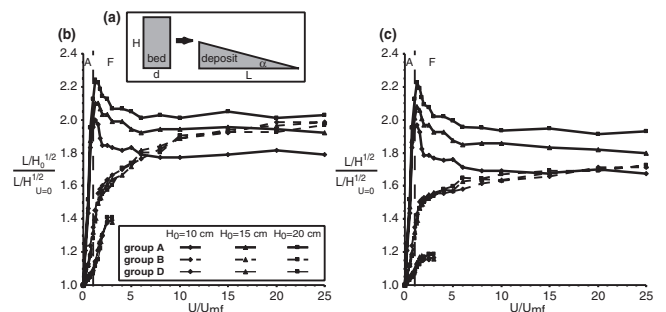 (a)
H
bed
d
deposit
α
L
(b)
A
F
2.4
2.2
2.0
1.8
1.6
1.4
1.2
1.0
L/H0^1/2
L/H^1/2 U=0
0 5 10 15 20 25
U/Umf
H0=10 cm H0=15 cm H0=20 cm
group A
group B
group D
(c)
A
F
2.4
2.2
2.0
1.8
1.6
1.4
1.2
1.0
L/H^1/2
L/H^1/2 U=0
0 5 10 15 20 25
U/Umf